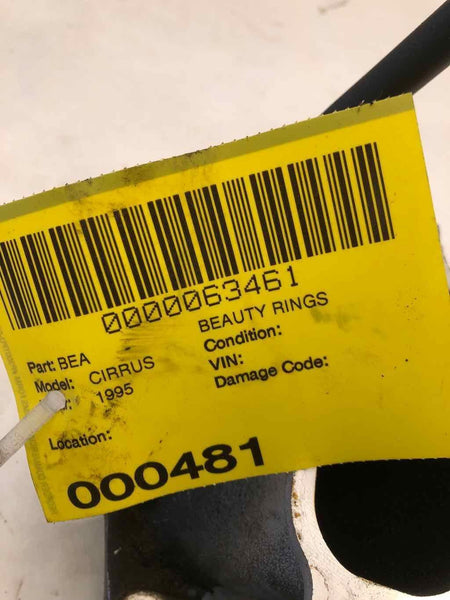 0000063461
Part: BEA BEAUTY RINGS
Model: CIRRUS Condition:
1995 VIN:
Damage Code:
Location:
000481